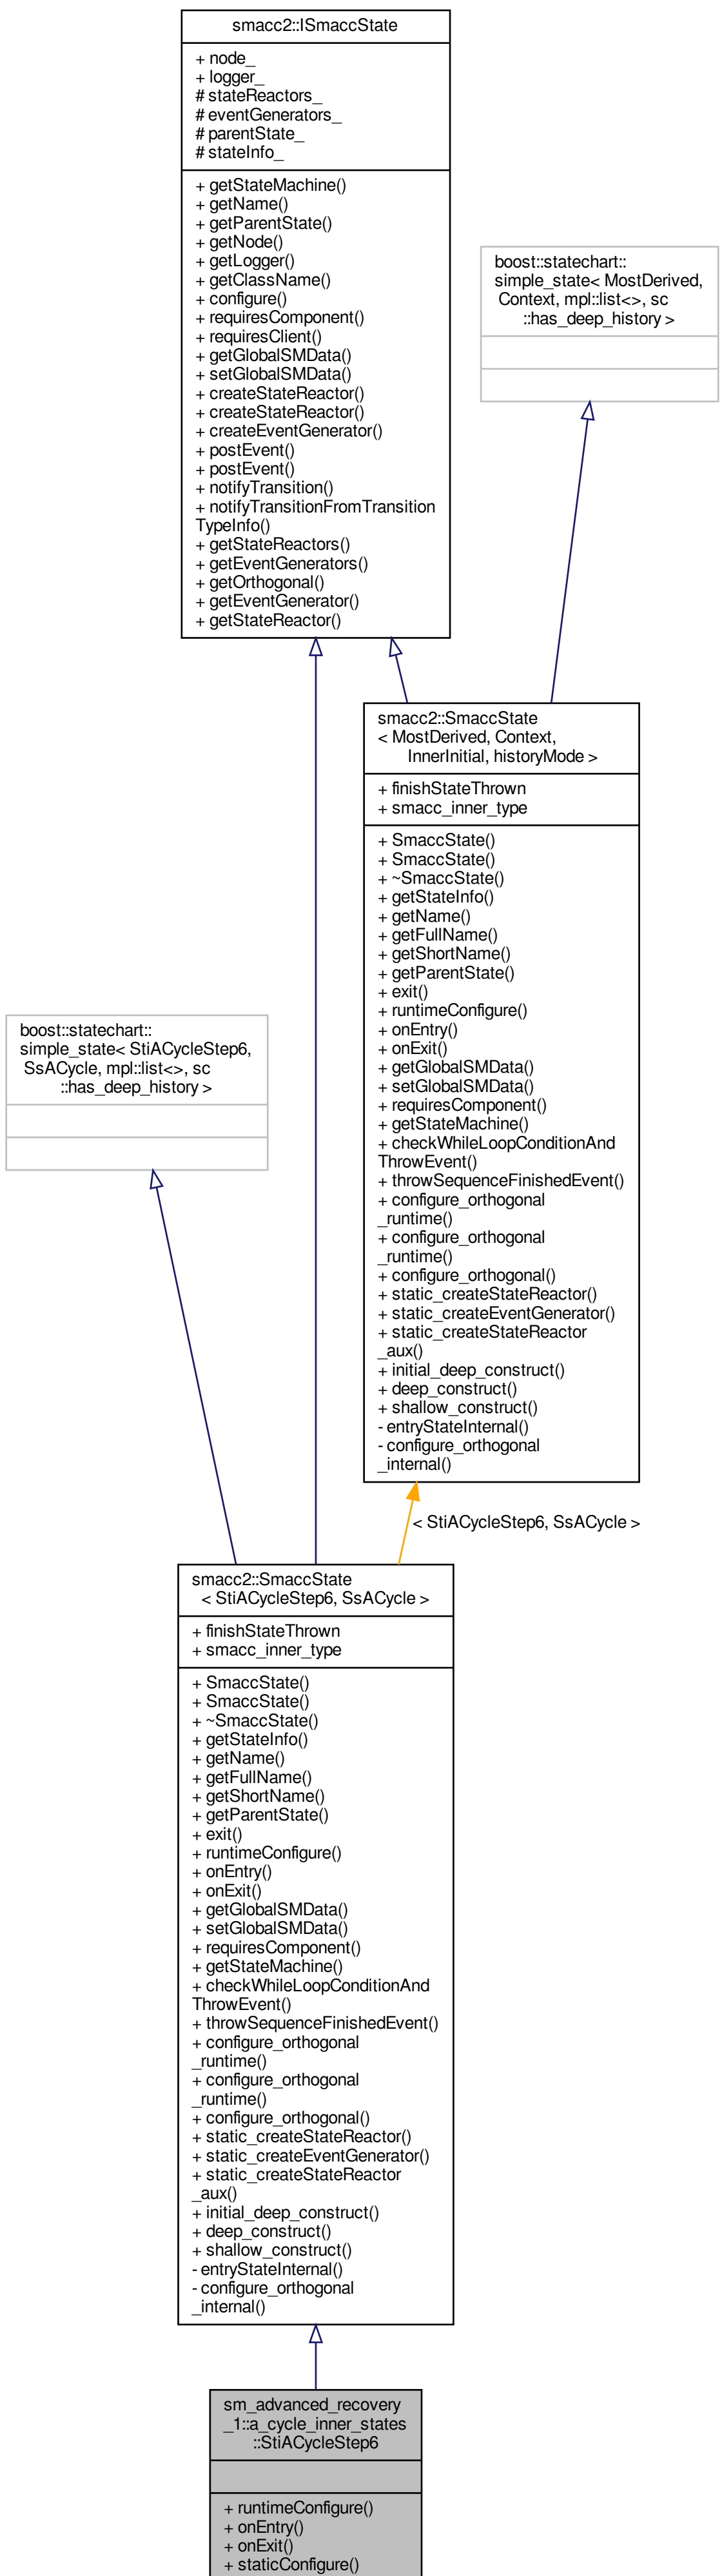 smacc2::ISmaccState
+ node_
+ logger_
# stateReactors_
# eventGenerators_
# parentState_
# stateInfo_
+ getStateMachine()
+ getName()
+ getParentState()
+ getNode()
+ getLogger()
+ getClassName()
+ configure()
+ requiresComponent()
+ requiresClient()
+ getGlobalSMData()
+ setGlobalSMData()
+ createStateReactor()
+ createStateReactor()
+ createEventGenerator()
+ postEvent()
+ postEvent()
+ notifyTransition()
+ notifyTransitionFromTransition
TypeInfo()
+ getStateReactors()
+ getEventGenerators()
+ getOrthogonal()
+ getEventGenerator()
+ getStateReactor()
boost::statechart::
simple_state< MostDerived,
Context, mpl::list<>, sc
::has_deep_history >
smacc2::SmaccState
< MostDerived, Context,
InnerInitial, historyMode >
+ finishStateThrown
+ smacc_inner_type
+ SmaccState()
+ SmaccState()
+ ~SmaccState()
+ getStateInfo()
+ getName()
+ getFullName()
+ getShortName()
+ getParentState()
+ exit()
+ runtimeConfigure()
+ onEntry()
+ onExit()
+ getGlobalSMData()
+ setGlobalSMData()
+ requiresComponent()
+ getStateMachine()
+ checkWhileLoopConditionAnd
ThrowEvent()
+ throwSequenceFinishedEvent()
+ configure_orthogonal
_runtime()
+ configure_orthogonal
_runtime()
+ configure_orthogonal()
+ static_createStateReactor()
+ static_createEventGenerator()
+ static_createStateReactor
_aux()
+ initial_deep_construct()
+ deep_construct()
+ shallow_construct()
- entryStateInternal()
- configure_orthogonal
_internal()
boost::statechart::
simple_state< StiACycleStep6,
SsACycle, mpl::list<>, sc
::has_deep_history >
< StiACycleStep6, SsACycle >
smacc2::SmaccState
< StiACycleStep6, SsACycle >
+ finishStateThrown
+ smacc_inner_type
+ SmaccState()
+ SmaccState()
+ ~SmaccState()
+ getStateInfo()
+ getName()
+ getFullName()
+ getShortName()
+ getParentState()
+ exit()
+ runtimeConfigure()
+ onEntry()
+ onExit()
+ getGlobalSMData()
+ setGlobalSMData()
+ requiresComponent()
+ getStateMachine()
+ checkWhileLoopConditionAnd
ThrowEvent()
+ throwSequenceFinishedEvent()
+ configure_orthogonal
_runtime()
+ configure_orthogonal
_runtime()
+ configure_orthogonal()
+ static_createStateReactor()
+ static_createEventGenerator()
+ static_createStateReactor
_aux()
+ initial_deep_construct()
+ deep_construct()
+ shallow_construct()
- entryStateInternal()
- configure_orthogonal
_internal()
sm_advanced_recovery
_1::a_cycle_inner_states
::StiACycleStep6
+ runtimeConfigure()
+ onEntry()
+ onExit()
+ staticConfigure()